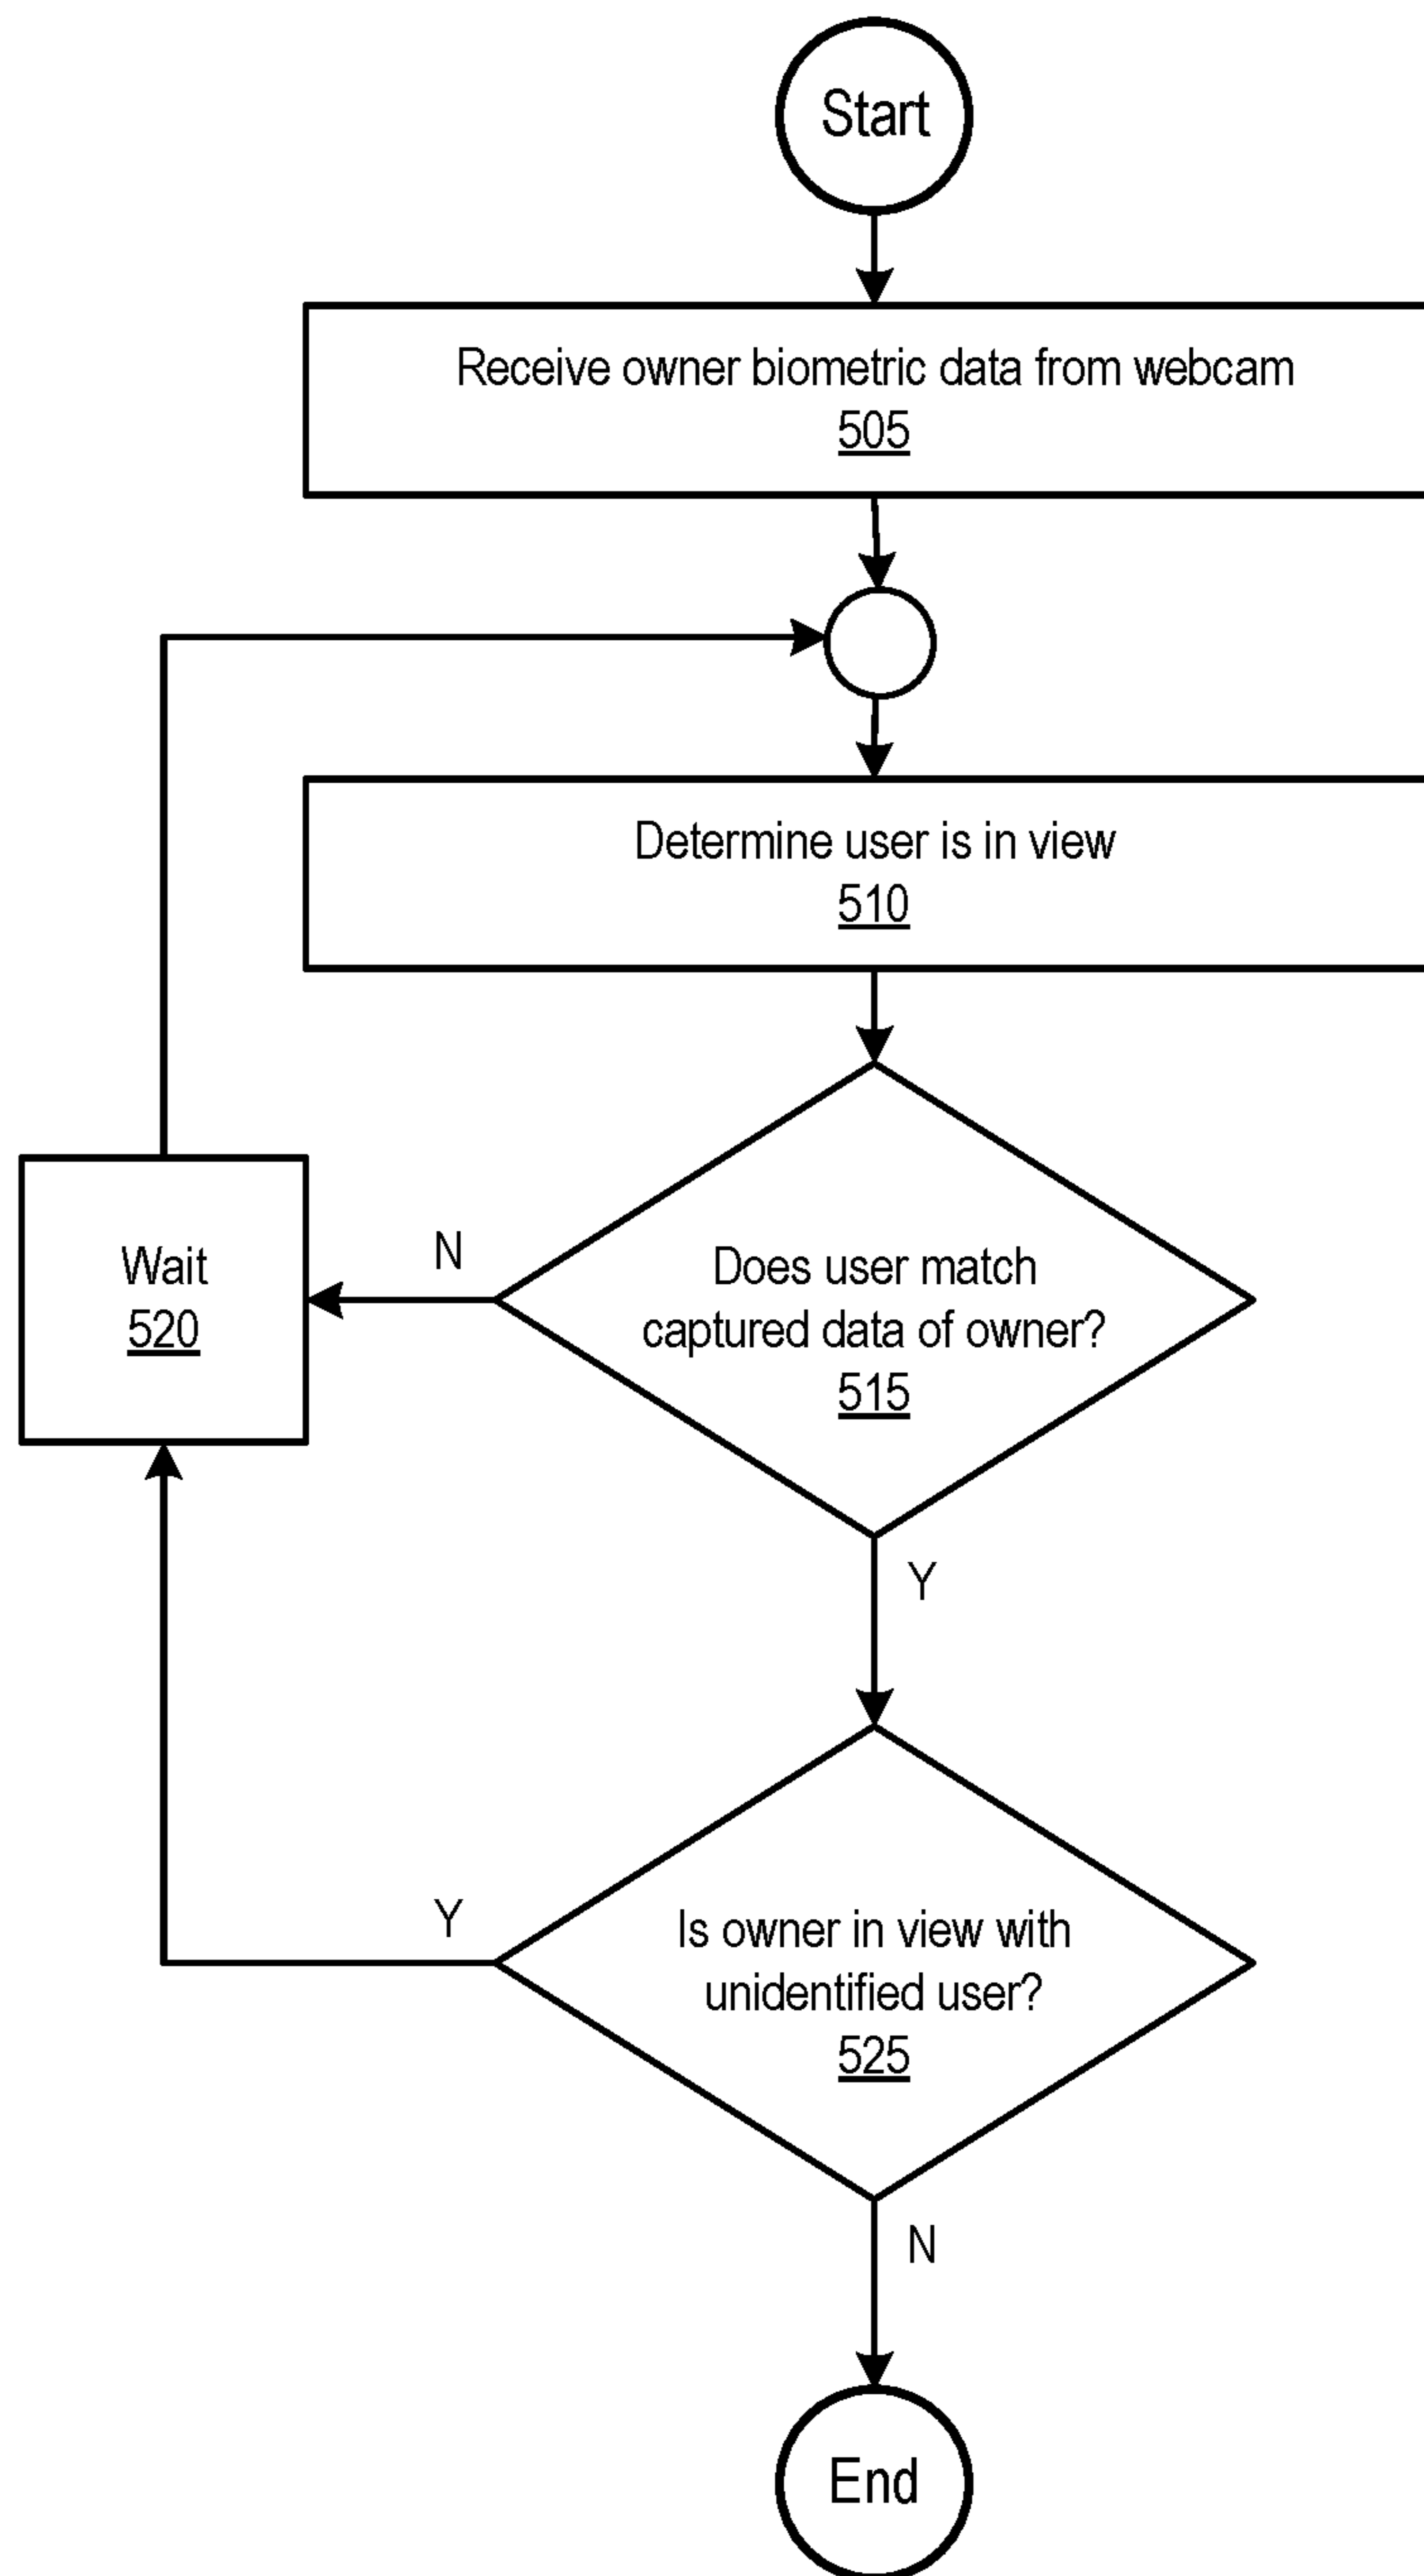 Start
Receive owner biometric data from webcam
505
Determine user is in view
510
Wait
520
N
Does user match
captured data of owner?
515
Y
Y
Is owner in view with
unidentified user?
525
N
End